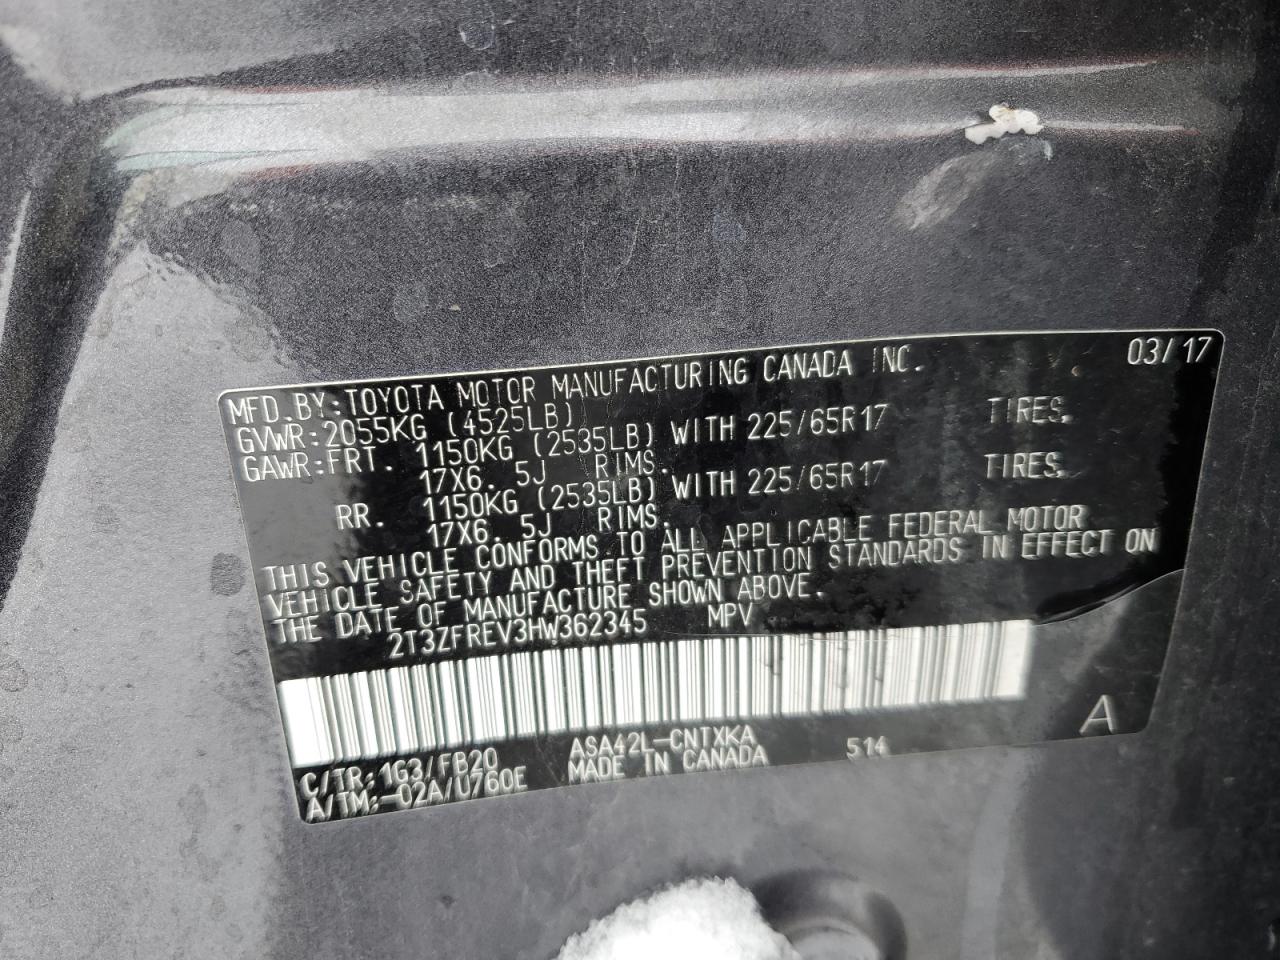 MFD.BY:TOYOTA MOTOR MANUFACTURING CANADA INC. 03/17
GVWR:2055KG (4525LB)
GAWR:FRT. 1150KG (2535LB) WITH 225/65R17 TIRES.
17X6.5J RIMS.
RR. 1150KG (2535LB) WITH 225/65R17 TIRES.
17X6.5J RIMS.
THIS VEHICLE CONFORMS TO ALL APPLICABLE FEDERAL MOTOR
VEHICLE SAFETY AND THEFT PREVENTION STANDARDS IN EFFECT ON
THE DATE OF MANUFACTURE SHOWN ABOVE.
2T3ZFREV3HW362345 MPV
A
C/TR:1G3/FB20 ASA42L-CNTXKA 514
A/TM:-02A/U760E MADE IN CANADA